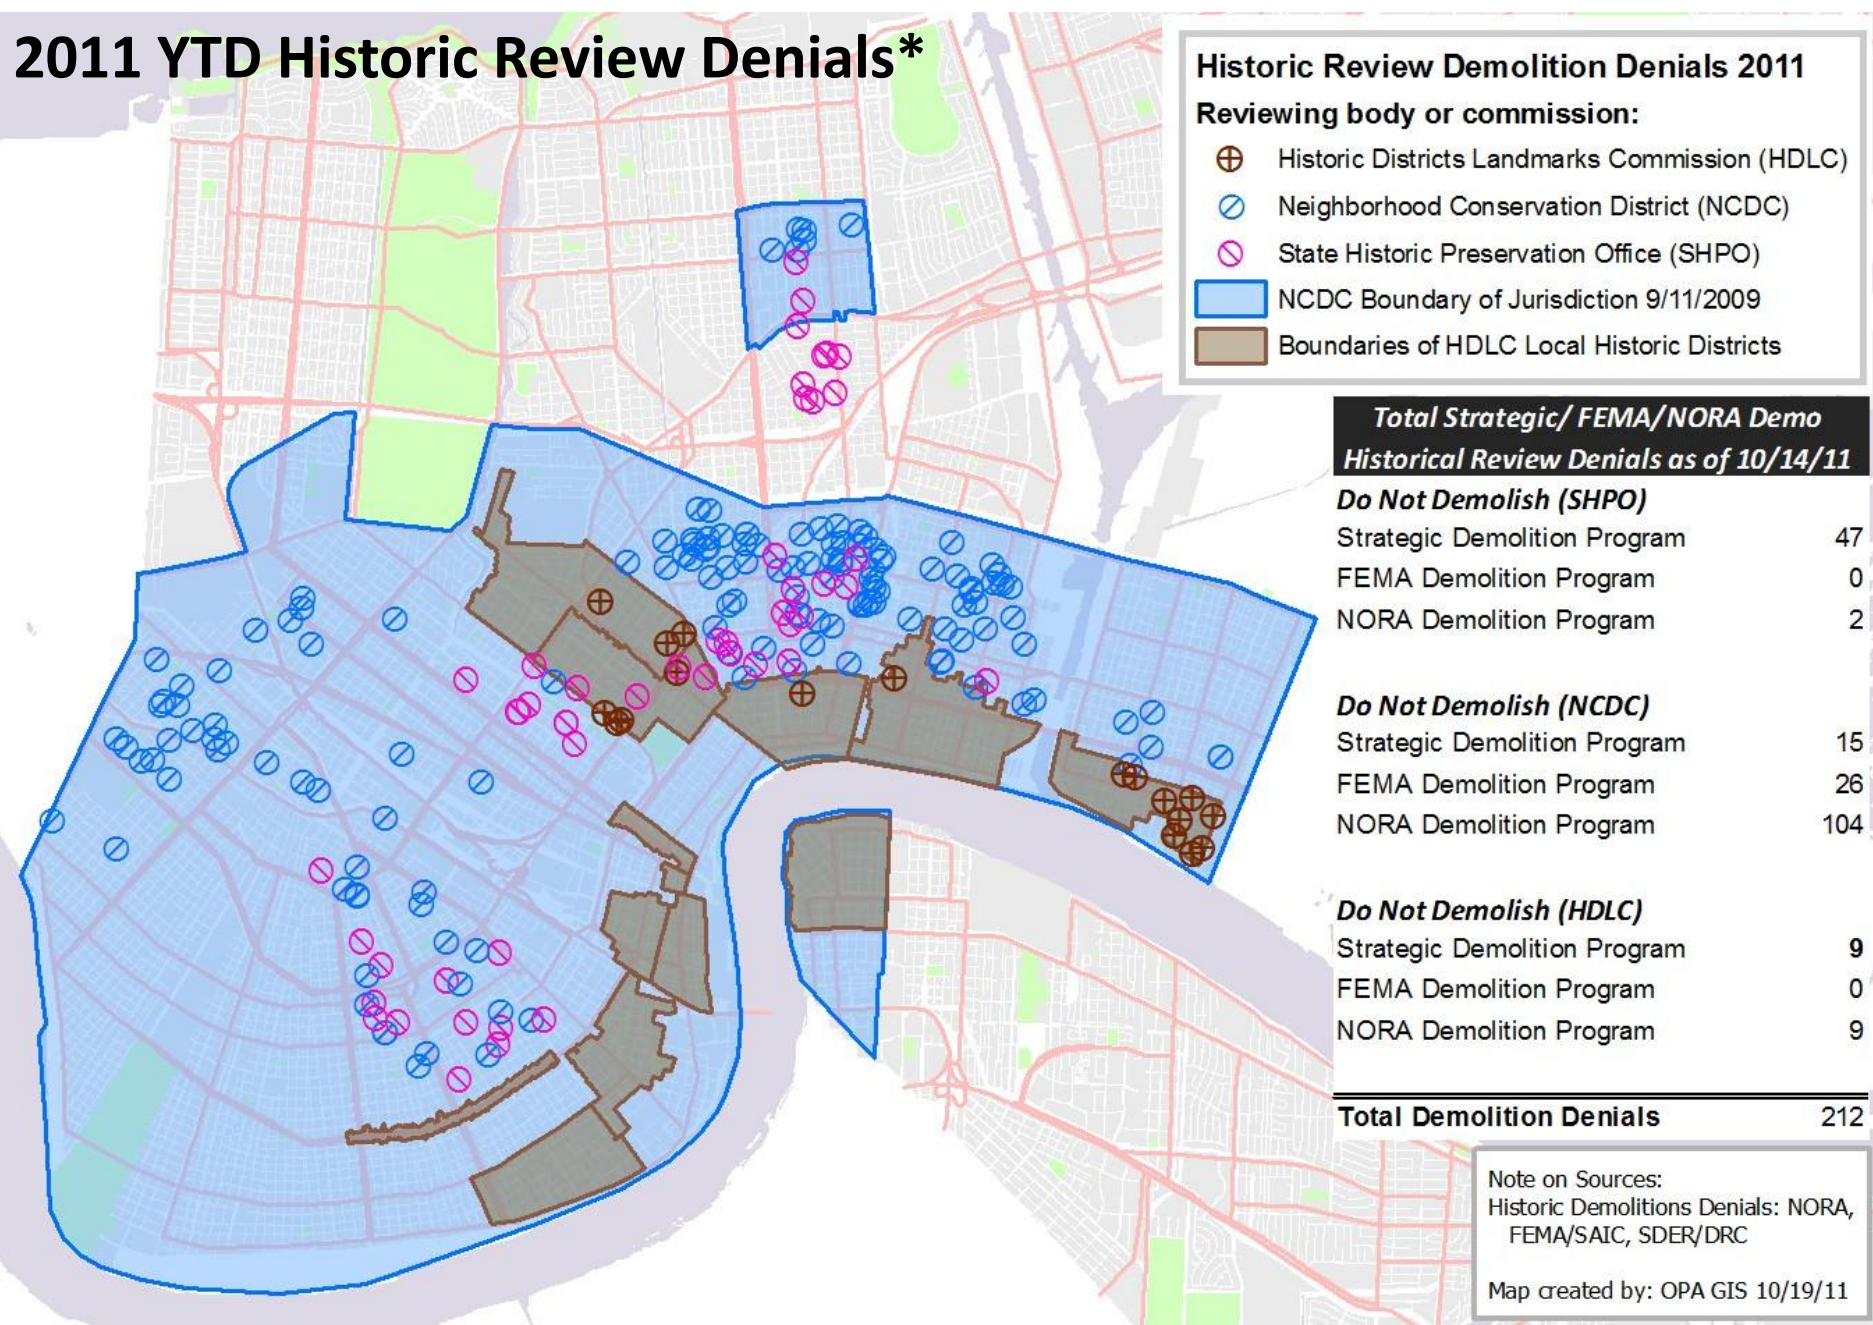 2011 YTD Historic Review Denials*
Historic Review Demolition Denials 2011
Reviewing body or commission:
Historic Districts Landmarks Commission (HDLC)
Neighborhood Conservation District (NCDC)
State Historic Preservation Office (SHPO)
NCDC Boundary of Jurisdiction 9/11/2009
Boundaries of HDLC Local Historic Districts
Total Strategic/ FEMA/NORA Demo
Historical Review Denials as of 10/14/11
Do Not Demolish (SHPO)
Strategic Demolition Program 47
FEMA Demolition Program 0
NORA Demolition Program 2
Do Not Demolish (NCDC)
Strategic Demolition Program 15
FEMA Demolition Program 26
NORA Demolition Program 104
Do Not Demolish (HDLC)
Strategic Demolition Program 9
FEMA Demolition Program 0
NORA Demolition Program 9
Total Demolition Denials 212
Note on Sources:
Historic Demolitions Denials: NORA,
FEMA/SAIC, SDER/DRC
Map created by: OPA GIS 10/19/11